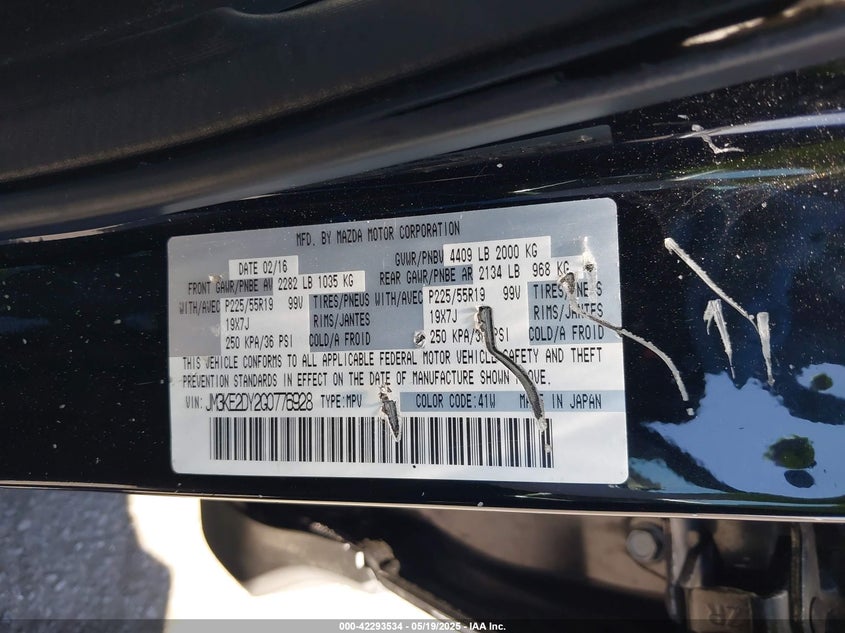 MFD. BY MAZDA MOTOR CORPORATION
DATE 02/16 GVWR/PNBV 4409 LB 2000 KG
FRONT GAWR/PNBE AV 2282 LB 1035 KG REAR GAWR/PNBE AR 2134 LB 968 KG
WITH/AVEC P225/55R19 99V TIRES/PNEUS WITH/AVEC P225/55R19 99V
19X7J RIMS/JANTES 19X7J RIMS/JANTES
250 KPA/36 PSI COLD/A FROID 250 KPA/36 COLD/A FROID
THIS VEHICLE CONFORMS TO ALL APPLICABLE FEDERAL MOTOR VEHICLE SAFETY AND THEFT
PREVENTION STANDARDS IN EFFECT ON THE DATE OF MANUFACTURE SHOWN ABOVE.
VIN: JM3KE2DY2G0776928 TYPE:MPV COLOR CODE:41W MADE IN JAPAN
ZR
000-42293534 - 05/19/2025 - IAA Inc.